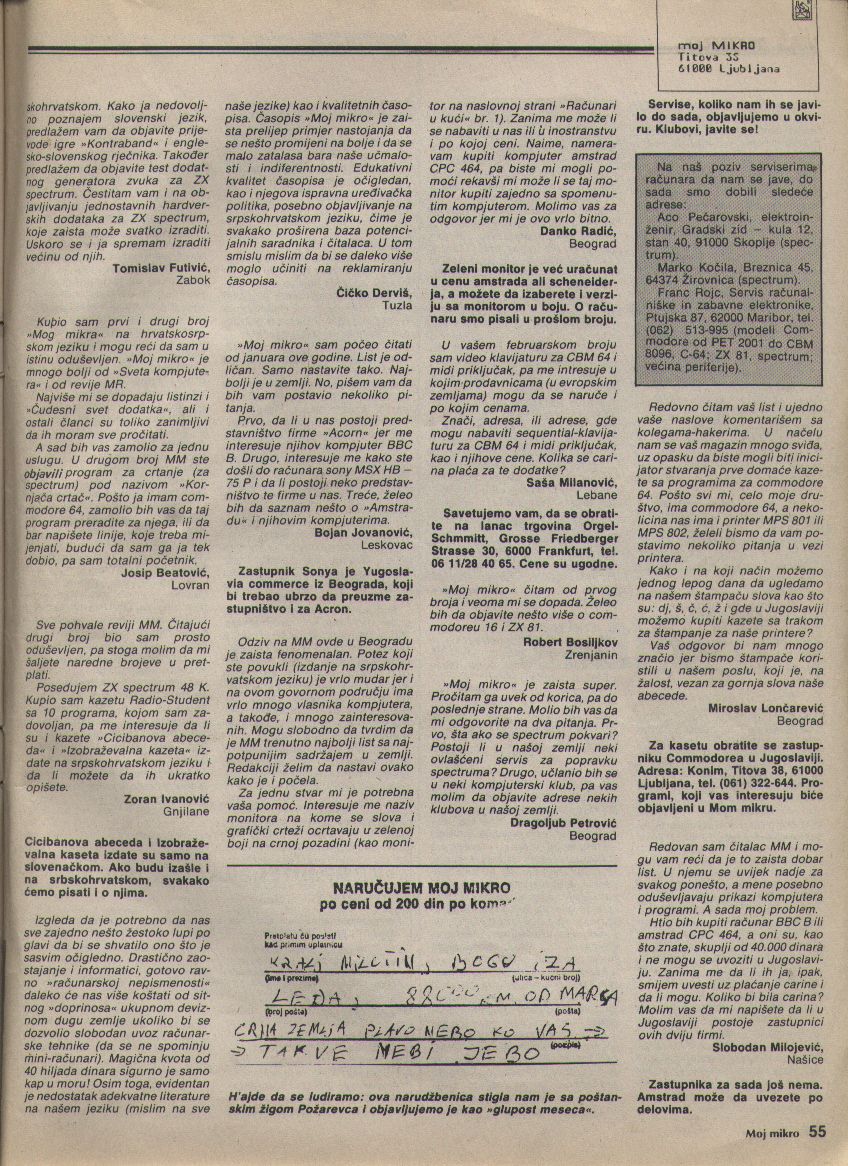 moj MIKRO
Titova 35
61000 Ljubljana
skohrvatskom. Kako ja nedovolj-
no poznajem slovenski jezik,
predlažem vam da objavite prije-
vode igre »Kontraband« i engle-
sko-slovenskog rječnika. Također
predlažem da objavite test dodat-
nog generatora zvuka za ZX
spectrum. Čestitam vam i na ob-
javljivanju jednostavnih hardver-
skih dodataka za ZX spectrum,
koje zaista može svatko izraditi.
Uskoro se i ja spremam izraditi
većinu od njih.
Tomislav Futivić,
Zabok
Kupio sam prvi i drugi broj
»Mog mikra« na hrvatskosrp-
skom jeziku i mogu reći da sam u
istinu oduševljen. »Moj mikro« je
mnogo bolji od »Sveta kompjute-
ra« i od revije MR.
Najviše mi se dopadaju listinzi i
»Čudesni svet dodatka«, ali i
ostali članci su toliko zanimljivi
da ih moram sve pročitati.
A sad bih vas zamolio za jednu
uslugu. U drugom broj MM ste
objavili program za crtanje (za
spectrum) pod nazivom »Kor-
njača crtač«. Pošto ja imam com-
modore 64, zamolio bih vas da taj
program preradite za njega, ili da
bar napišete linije, koje treba mi-
jenjati, budući da sam ga ja tek
dobio, pa sam totalni početnik.
Josip Beatović,
Lovran
Sve pohvale reviji MM. Čitajući
drugi broj bio sam prosto
oduševljen, pa stoga molim da mi
šaljete naredne brojeve u pret-
plati.
Posedujem ZX spectrum 48 K.
Kupio sam kazetu Radio-Student
sa 10 programa, kojom sam za-
dovoljan, pa me interesuje da li
su i kazete »Cicibanova abece-
da« i »Izobraževalna kazeta« iz-
date na srpskohrvatskom jeziku i
da li možete da ih ukratko
opišete.
Zoran Ivanović
Gnjilane
Cicibanova abeceda i Izobraže-
valna kaseta izdate su samo na
slovenačkom. Ako budu izašle i
na srbskohrvatskom, svakako
ćemo pisati i o njima.
Izgleda da je potrebno da nas
sve zajedno nešto žestoko lupi po
glavi da bi se shvatilo ono što je
sasvim očigledno. Drastično zao-
stajanje i informatici, gotovo rav-
no »računarskoj nepismenosti«
daleko će nas više koštati od sit-
nog »doprinosa« ukupnom deviz-
nom dugu zemlje ukoliko bi se
dozvolio slobodan uvoz računar-
ske tehnike (da se ne spominju
mini-računari). Magična kvota od
40 hiljada dinara sigurno je samo
kap u moru! Osim toga, evidentan
je nedostatak adekvatne literature
na našem jeziku (mislim na sve
naše jezike) kao i kvalitetnih časo-
pisa. Časopis »Moj mikro« je zai-
sta prelijep primjer nastojanja da
se nešto promijeni na bolje i da se
malo zatalasa bara naše učmalo-
sti i indiferentnosti. Edukativni
kvalitet časopisa je očigledan,
kao i njegova ispravna uređivačka
politika, posebno objavljivanje na
srpskohrvatskom jeziku, čime je
svakako proširena baza potenci-
jalnih saradnika i čitalaca. U tom
smislu mislim da bi se daleko više
moglo učiniti na reklamiranju
časopisa.
Čičko Derviš,
Tuzla
»Moj mikro« sam počeo čitati
od januara ove godine. List je od-
ličan. Samo nastavite tako. Naj-
bolji je u zemlji. No, pišem vam da
bih vam postavio nekoliko pi-
tanja.
Prvo, da li u nas postoji pred-
stavništvo firme »Acorn« jer me
interesuje njihov kompjuter BBC
B. Drugo, interesuje me kako ste
došli do računara sony MSX HB –
75 P i da li postoji neko predstav-
ništvo te firme u nas. Treće, želeo
bih da saznam nešto o »Amstra-
du« i njihovim kompjuterima.
Bojan Jovanović,
Leskovac
Zastupnik Sonya je Yugosla-
via commerce iz Beograda, koji
bi trebao ubrzo da preuzme za-
stupništvo i za Acron.
Odziv na MM ovde u Beogradu
je zaista fenomenalan. Potez koji
ste povukli (izdanje na srpskohr-
vatskom jeziku) je vrlo mudar jer i
na ovom govornom području ima
vrlo mnogo vlasnika kompjutera,
a takođe, i mnogo zainteresova-
nih. Mogu slobodno da tvrdim da
je MM trenutno najbolji list sa naj-
potpunijim sadržajem u zemlji.
Redakciji želim da nastavi ovako
kako je i počela.
Za jednu stvar mi je potrebna
vaša pomoć. Interesuje me naziv
monitora na kome se slova i
grafički crteži ocrtavaju u zelenoj
boji na crnoj pozadini (kao moni-
tor na naslovnoj strani »Računari
u kući« br. 1). Zanima me može li
se nabaviti u nas ili u inostranstvu
i po kojoj ceni. Naime, namera-
vam kupiti kompjuter amstrad
CPC 464, pa biste mi mogli po-
moći rekavši mi može li se taj mo-
nitor kupiti zajedno sa spomenu-
tim kompjuterom. Molimo vas za
odgovor jer mi je ovo vrlo bitno.
Danko Radić,
Beograd
Zeleni monitor je već uračunat
u cenu amstrada ali scheneider-
ja, a možete da izaberete i verzi-
ju sa monitorom u boju. O raču-
naru smo pisali u prošlom broju.
U vašem februarskom broju
sam video klavijaturu za CBM 64 i
midi priključak, pa me intresuje u
kojim prodavnicama (u evropskim
zemljama) mogu da se naruče i
po kojim cenama.
Znači, adresa, ili adrese, gde
mogu nabaviti sequential-klavija-
turu za CBM 64 i midi priključak,
kao i njihove cene. Kolika se cari-
na plaća za te dodatke?
Saša Milanović,
Lebane
Savetujemo vam, da se obrati-
te na lanac trgovina Orgel-
Schmmitt, Grosse Friedberger
Strasse 30, 6000 Frankfurt, tel.
06 11/28 40 65. Cene su ugodne.
»Moj mikro« čitam od prvog
broja i veoma mi se dopada. Želeo
bih da objavite nešto više o com-
modoreu 16 i ZX 81.
Robert Bosiljkov
Zrenjanin
»Moj mikro« je zaista super.
Pročitam ga uvek od korica, pa do
poslednje strane. Molio bih vas da
mi odgovorite na dva pitanja. Pr-
vo, šta ako se spectrum pokvari?
Postoji li u našoj zemlji neki
ovlašćeni servis za popravku
spectruma? Drugo, učlanio bih se
u neki kompjuterski klub, pa vas
molim da objavite adrese nekih
klubova u našoj zemlji.
Dragoljub Petrović
Beograd
NARUČUJEM MOJ MIKRO
po ceni od 200 din po kom
Pretplatu ću poslati
kad primim uplatnicu
KRALJ MILUTIN, BOGU IZA
(ime i prezime) (ulica – kućni broj)
LEĐA, 88000 KM OD MARSA
(broj pošte) (pošta)
CRNA ZEMLJA PLAVO NEBO KO VAS ⇒
⇒ TAKVE NEBI JEBO (potpis)
H'ajde da se ludiramo: ova narudžbenica stigla nam je sa poštan-
skim žigom Požarevca i objavljujemo je kao »glupost meseca«.
Servise, koliko nam ih se javi-
lo do sada, objavljujemo u okvi-
ru. Klubovi, javite se!
Na naš poziv serviserima
računara da nam se jave, do
sada smo dobili sledeće
adrese:
Aco Pečarovski, elektroin-
ženir, Gradski zid – kula 12,
stan 40, 91000 Skoplje (spec-
trum).
Marko Kočila, Breznica 45,
64374 Žirovnica (spectrum).
Franc Rojc, Servis računal-
niške in zabavne elektronike,
Ptujska 87, 62000 Maribor, tel.
(062) 513-995 (modeli Com-
modore od PET 2001 do CBM
8096, C-64; ZX 81, spectrum;
većina periferije).
Redovno čitam vaš list i ujedno
vaše naslove komentarišem sa
kolegama-hakerima. U načelu
nam se vaš magazin mnogo sviđa,
uz opasku da biste mogli biti inici-
jator stvaranja prve domaće kaze-
te sa programima za commodore
64. Pošto svi mi, celo moje dru-
štvo, ima commodore 64, a neko-
licina nas ima i printer MPS 801 ili
MPS 802, želeli bismo da vam po-
stavimo nekoliko pitanja u vezi
printera.
Kako i na koji način možemo
jednog lepog dana da ugledamo
na našem štampaču slova kao što
su: dj, š, č, ć, ž i gde u Jugoslaviji
možemo kupiti kazete sa trakom
za štampanje za naše printere?
Vaš odgovor bi nam mnogo
značio jer bismo štampače kori-
stili u našem poslu, koji je, na
žalost, vezan za gornja slova naše
abecede.
Miroslav Lončarević
Beograd
Za kasetu obratite se zastup-
niku Commodorea u Jugoslaviji.
Adresa: Konim, Titova 38, 61000
Ljubljana, tel. (061) 322-644. Pro-
grami, koji vas interesuju biće
objavljeni u Mom mikru.
Redovan sam čitalac MM i mo-
gu vam reći da je to zaista dobar
list. U njemu se uvijek nadje za
svakog ponešto, a mene posebno
oduševljavaju prikazi kompjutera
i programi. A sada moj problem.
Htio bih kupiti računar BBC B ili
amstrad CPC 464, a oni su, kao
što znate, skuplji od 40.000 dinara
i ne mogu se uvoziti u Jugoslavi-
ju. Zanima me da li ih ja, ipak,
smijem uvesti uz plaćanje carine i
da li mogu. Koliko bi bila carina?
Molim vas da mi napišete da li u
Jugoslaviji postoje zastupnici
ovih dviju firmi.
Slobodan Milojević,
Našice
Zastupnika za sada još nema.
Amstrad može da uvezete po
delovima.
Moj mikro 55